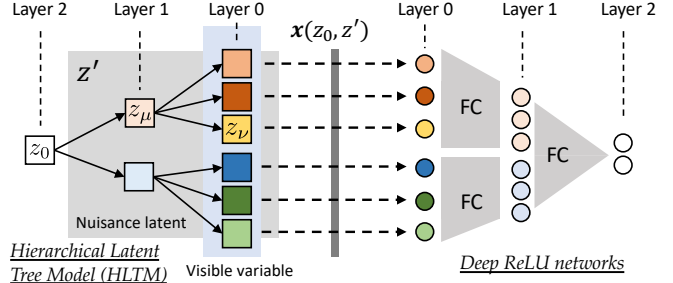 Layer 2 Layer 1 Layer 0 x(z0, z′) Layer 0 Layer 1 Layer 2
z′
zμ
FC
z0
zν
FC
FC
Nuisance latent
Hierarchical Latent
Tree Model (HLTM)
Visible variable
Deep ReLU networks